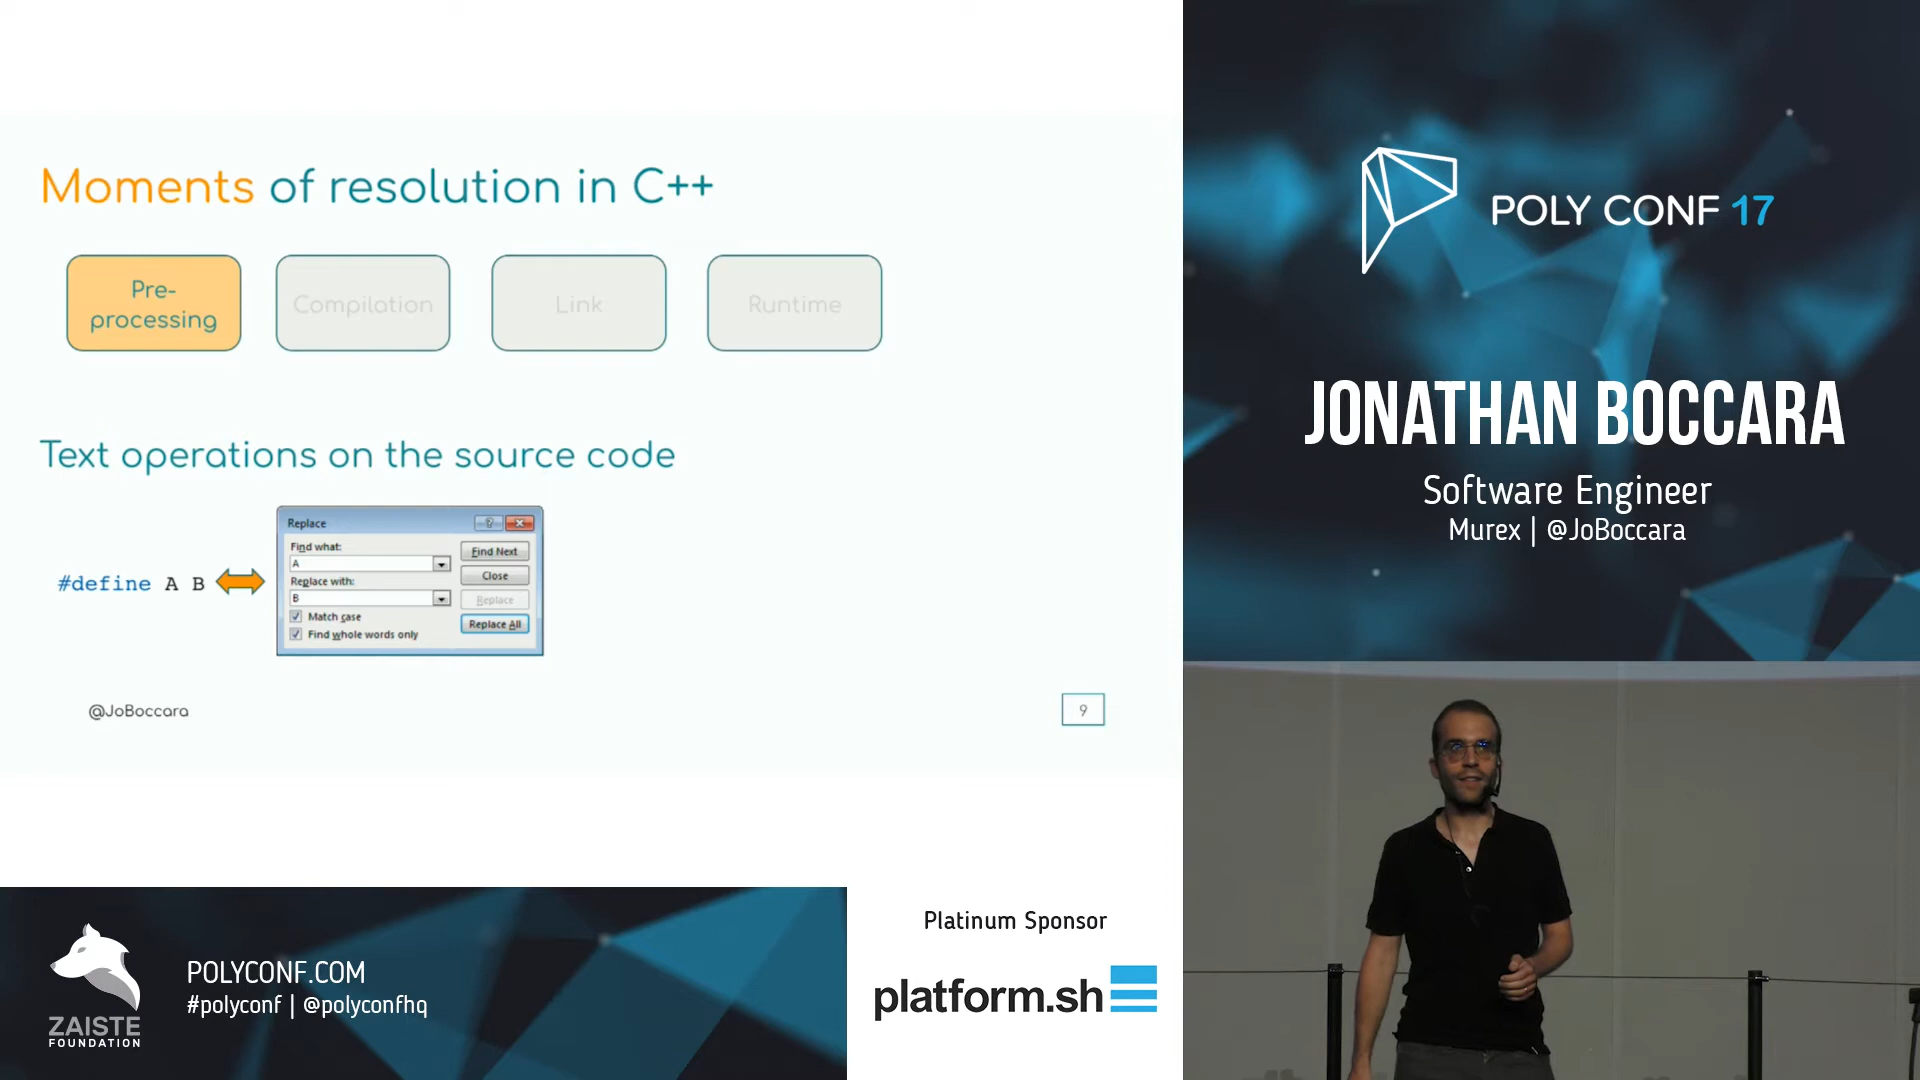 Moments of resolution in C++
Pre-
processing
Compilation
Link
Runtime
Text operations on the source code
#define A B
Replace
Find what:
A
Replace with:
B
Match case
Find whole words only
Find Next
Close
Replace
Replace All
@JoBoccara
9
POLY CONF 17
JONATHAN BOCCARA
Software Engineer
Murex | @JoBoccara
ZAISTE
FOUNDATION
POLYCONF.COM
#polyconf | @polyconfhq
Platinum Sponsor
platform.sh